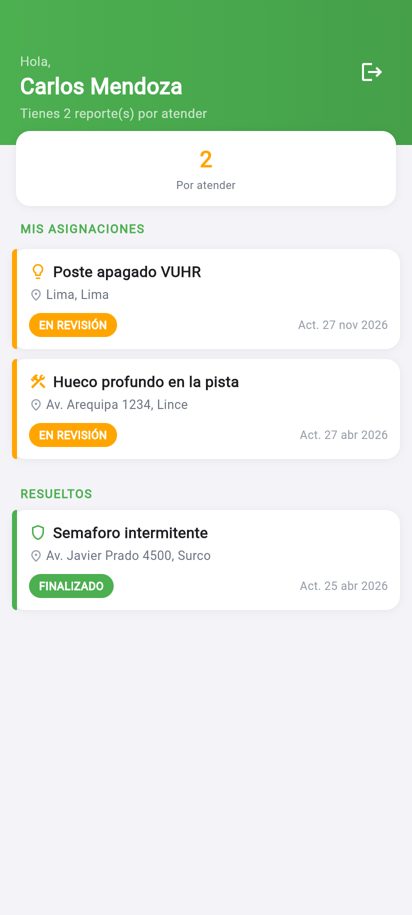 Hola,
Carlos Mendoza
Tienes 2 reporte(s) por atender
2
Por atender
MIS ASIGNACIONES
Poste apagado VUHR
Lima, Lima
EN REVISIÓN
Act. 27 nov 2026
Hueco profundo en la pista
Av. Arequipa 1234, Lince
EN REVISIÓN
Act. 27 abr 2026
RESUELTOS
Semaforo intermitente
Av. Javier Prado 4500, Surco
FINALIZADO
Act. 25 abr 2026